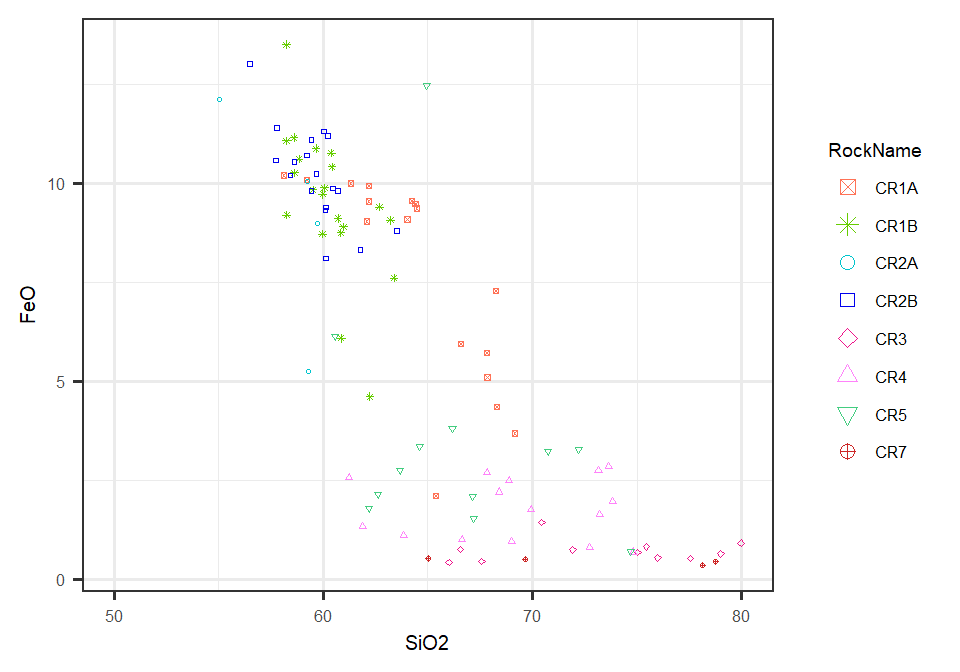 10
5
0
FeO
50 60 70 80
SiO2
RockName
CR1A
CR1B
CR2A
CR2B
CR3
CR4
CR5
CR7